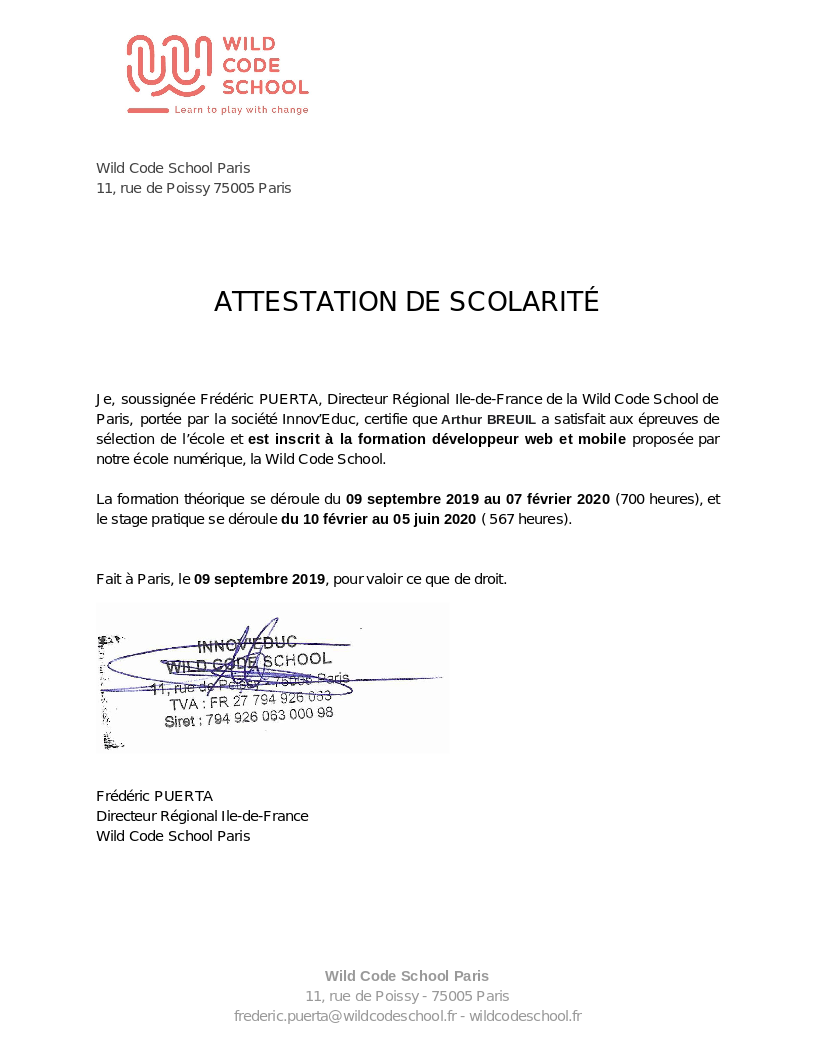 WILD
CODE
SCHOOL
Learn to play with change
Wild Code School Paris
11, rue de Poissy 75005 Paris
ATTESTATION DE SCOLARITÉ
Je, soussignée Frédéric PUERTA, Directeur Régional Ile-de-France de la Wild Code School de
Paris, portée par la société Innov’Educ, certifie que Arthur BREUIL a satisfait aux épreuves de
sélection de l’école et est inscrit à la formation développeur web et mobile proposée par
notre école numérique, la Wild Code School.
La formation théorique se déroule du 09 septembre 2019 au 07 février 2020 (700 heures), et
le stage pratique se déroule du 10 février au 05 juin 2020 ( 567 heures).
Fait à Paris, le 09 septembre 2019, pour valoir ce que de droit.
INNOV'EDUC
WILD CODE SCHOOL
11, rue de Poissy - 75005 Paris
TVA : FR 27 794 926 063
Siret : 794 926 063 000 98
Frédéric PUERTA
Directeur Régional Ile-de-France
Wild Code School Paris
Wild Code School Paris
11, rue de Poissy - 75005 Paris
frederic.puerta@wildcodeschool.fr - wildcodeschool.fr